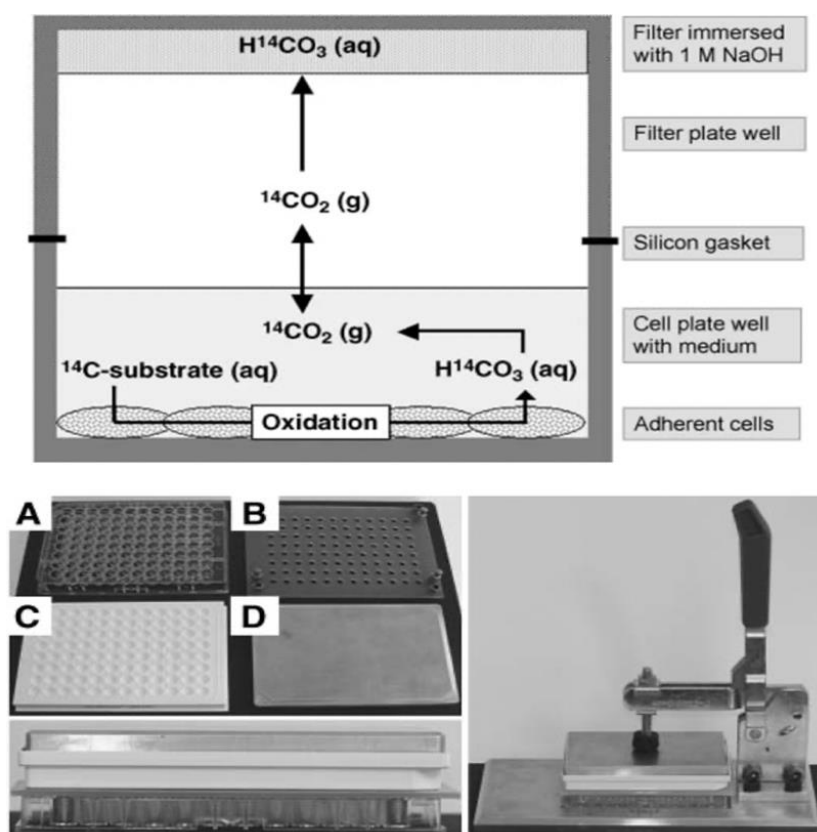 H¹⁴CO₃ (aq)
Filter immersed
with 1 M NaOH
Filter plate well
¹⁴CO₂ (g)
Silicon gasket
¹⁴CO₂ (g)
Cell plate well
with medium
¹⁴C-substrate (aq)
H¹⁴CO₃ (aq)
Oxidation
Adherent cells
A
B
C
D